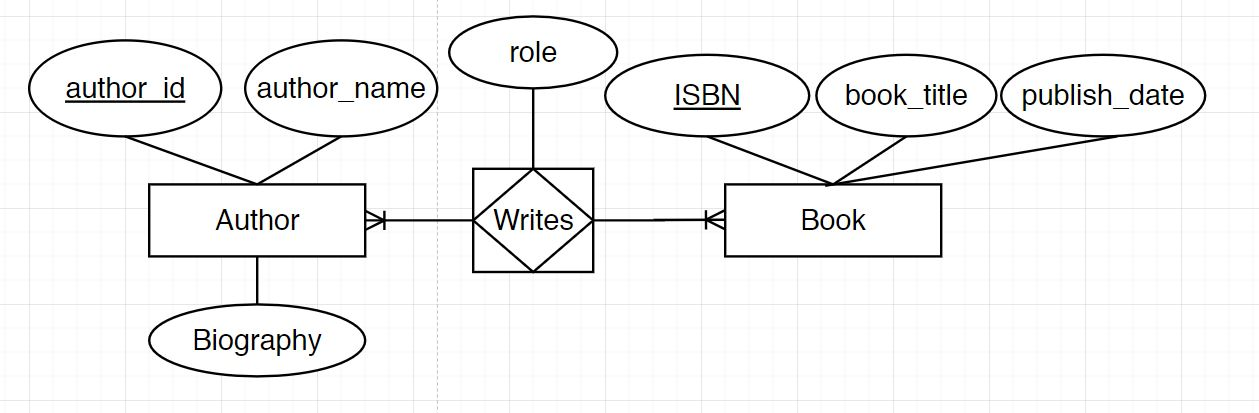 author_id
author_name
role
ISBN
book_title
publish_date
Author
Writes
Book
Biography